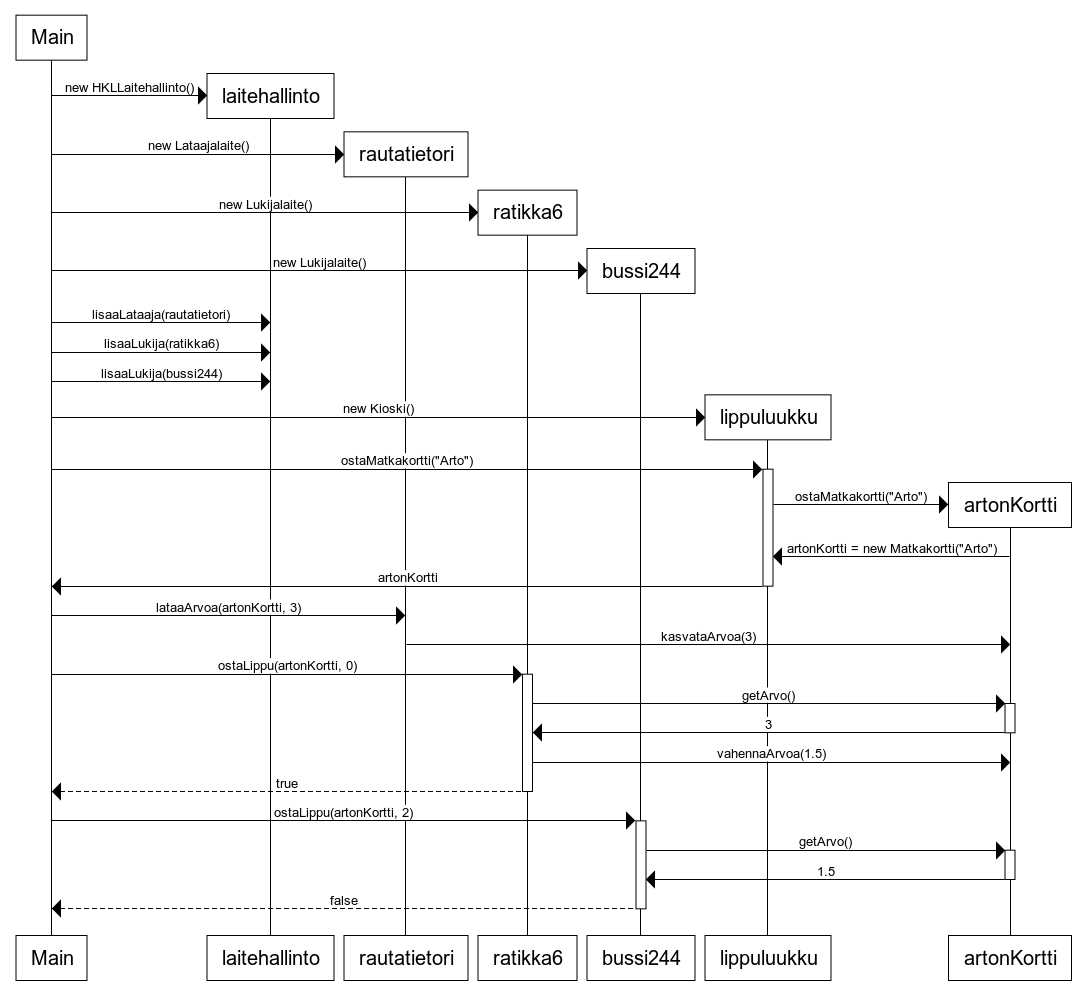 Main
new HKLLaitehallinto()
laitehallinto
new Lataajalaite()
rautatietori
new Lukijalaite()
ratikka6
new Lukijalaite()
bussi244
lisaaLataaja(rautatietori)
lisaaLukija(ratikka6)
lisaaLukija(bussi244)
new Kioski()
lippuluukku
ostaMatkakortti("Arto")
ostaMatkakortti("Arto")
artonKortti
artonKortti = new Matkakortti("Arto")
artonKortti
lataaArvoa(artonKortti, 3)
kasvataArvoa(3)
ostaLippu(artonKortti, 0)
getArvo()
3
vahennaArvoa(1.5)
true
ostaLippu(artonKortti, 2)
getArvo()
1.5
false
Main laitehallinto rautatietori ratikka6 bussi244 lippuluukku artonKortti